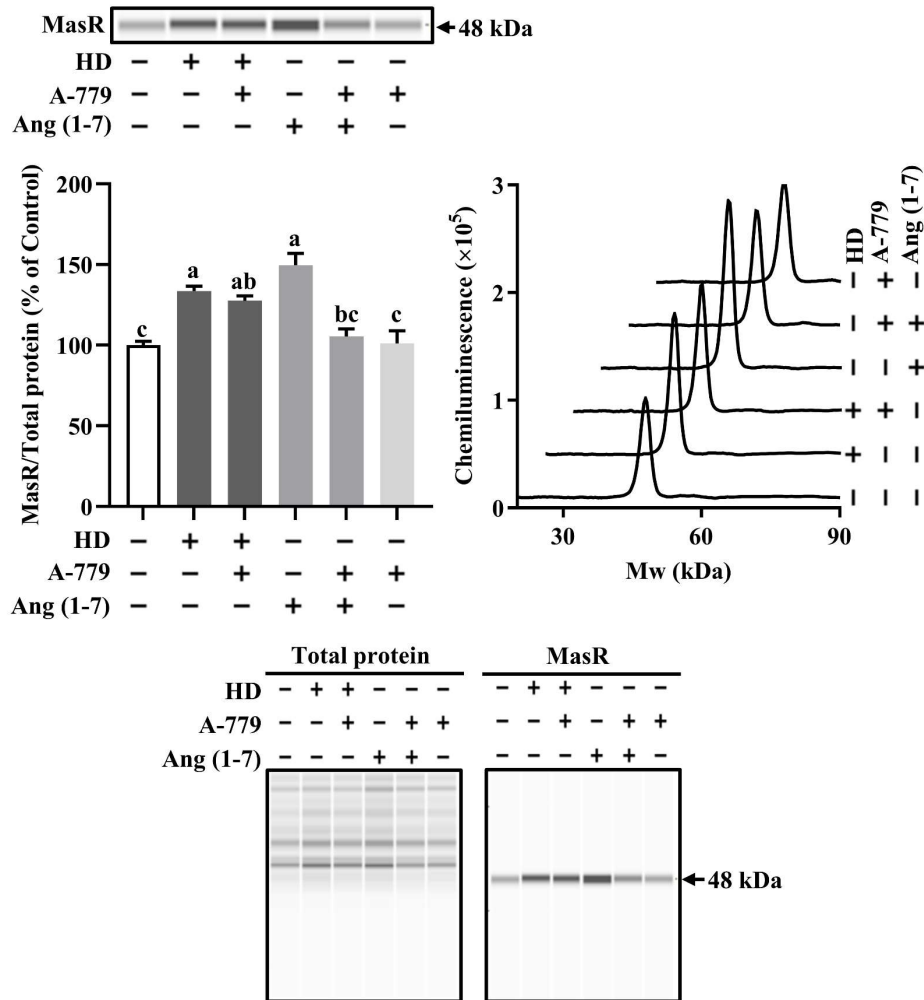 MasR 48 kDa
HD − + + − − −
A-779 − − + − + +
Ang (1-7) − − − + + −
MasR/Total protein (% of Control)
200
150
100
50
0
c a ab a bc c
HD − + + − − −
A-779 − − + − + +
Ang (1-7) − − − + + −
Chemiluminescence (×10⁵)
3
2
1
0
30 60 90
Mw (kDa)
HD A-779 Ang (1-7)
− + −
− + +
− − +
+ + −
+ − −
− − −
Total protein MasR
HD − + + − − − − + + − − −
A-779 − − + − + + − − + − + +
Ang (1-7) − − − + + − − − − + + −
48 kDa